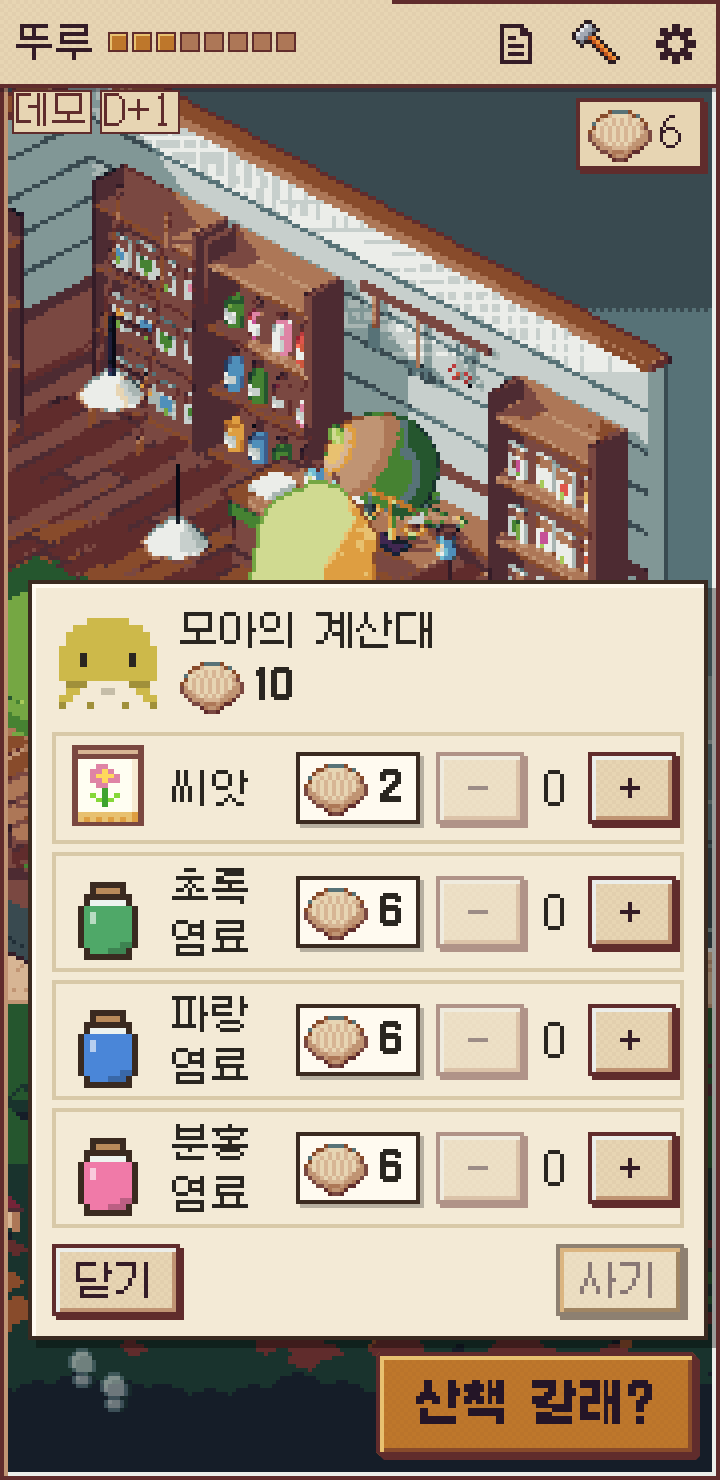 뚜루
데모 D+1
6
모아의 계산대
10
씨앗 2 - 0 +
초록 염료 6 - 0 +
파랑 염료 6 - 0 +
분홍 염료 6 - 0 +
닫기 사기
산책 갈래?